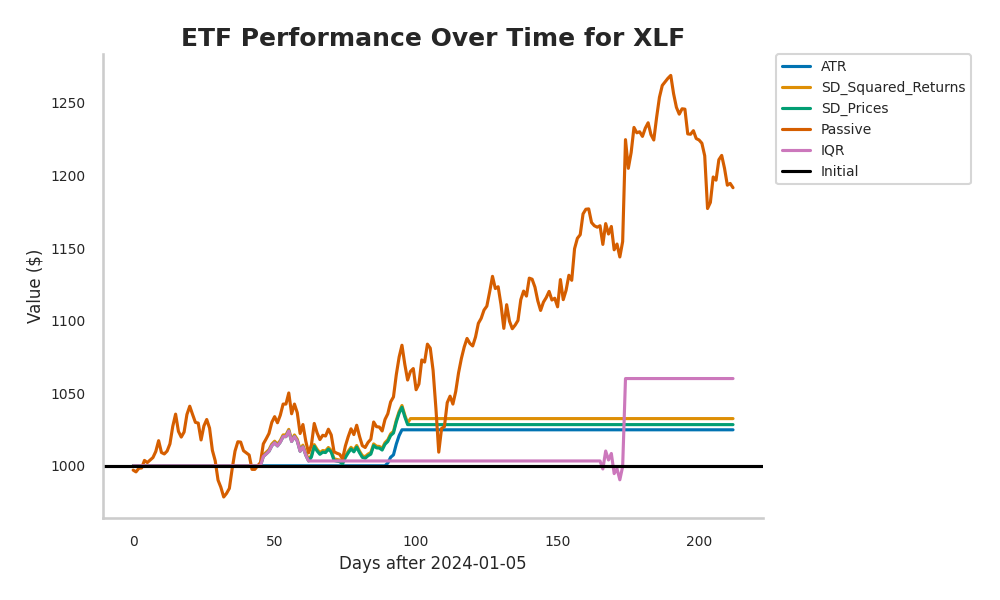 ETF Performance Over Time for XLF
ATR
SD_Squared_Returns
SD_Prices
Passive
IQR
Initial
Value ($)
1250
1200
1150
1100
1050
1000
0 50 100 150 200
Days after 2024-01-05